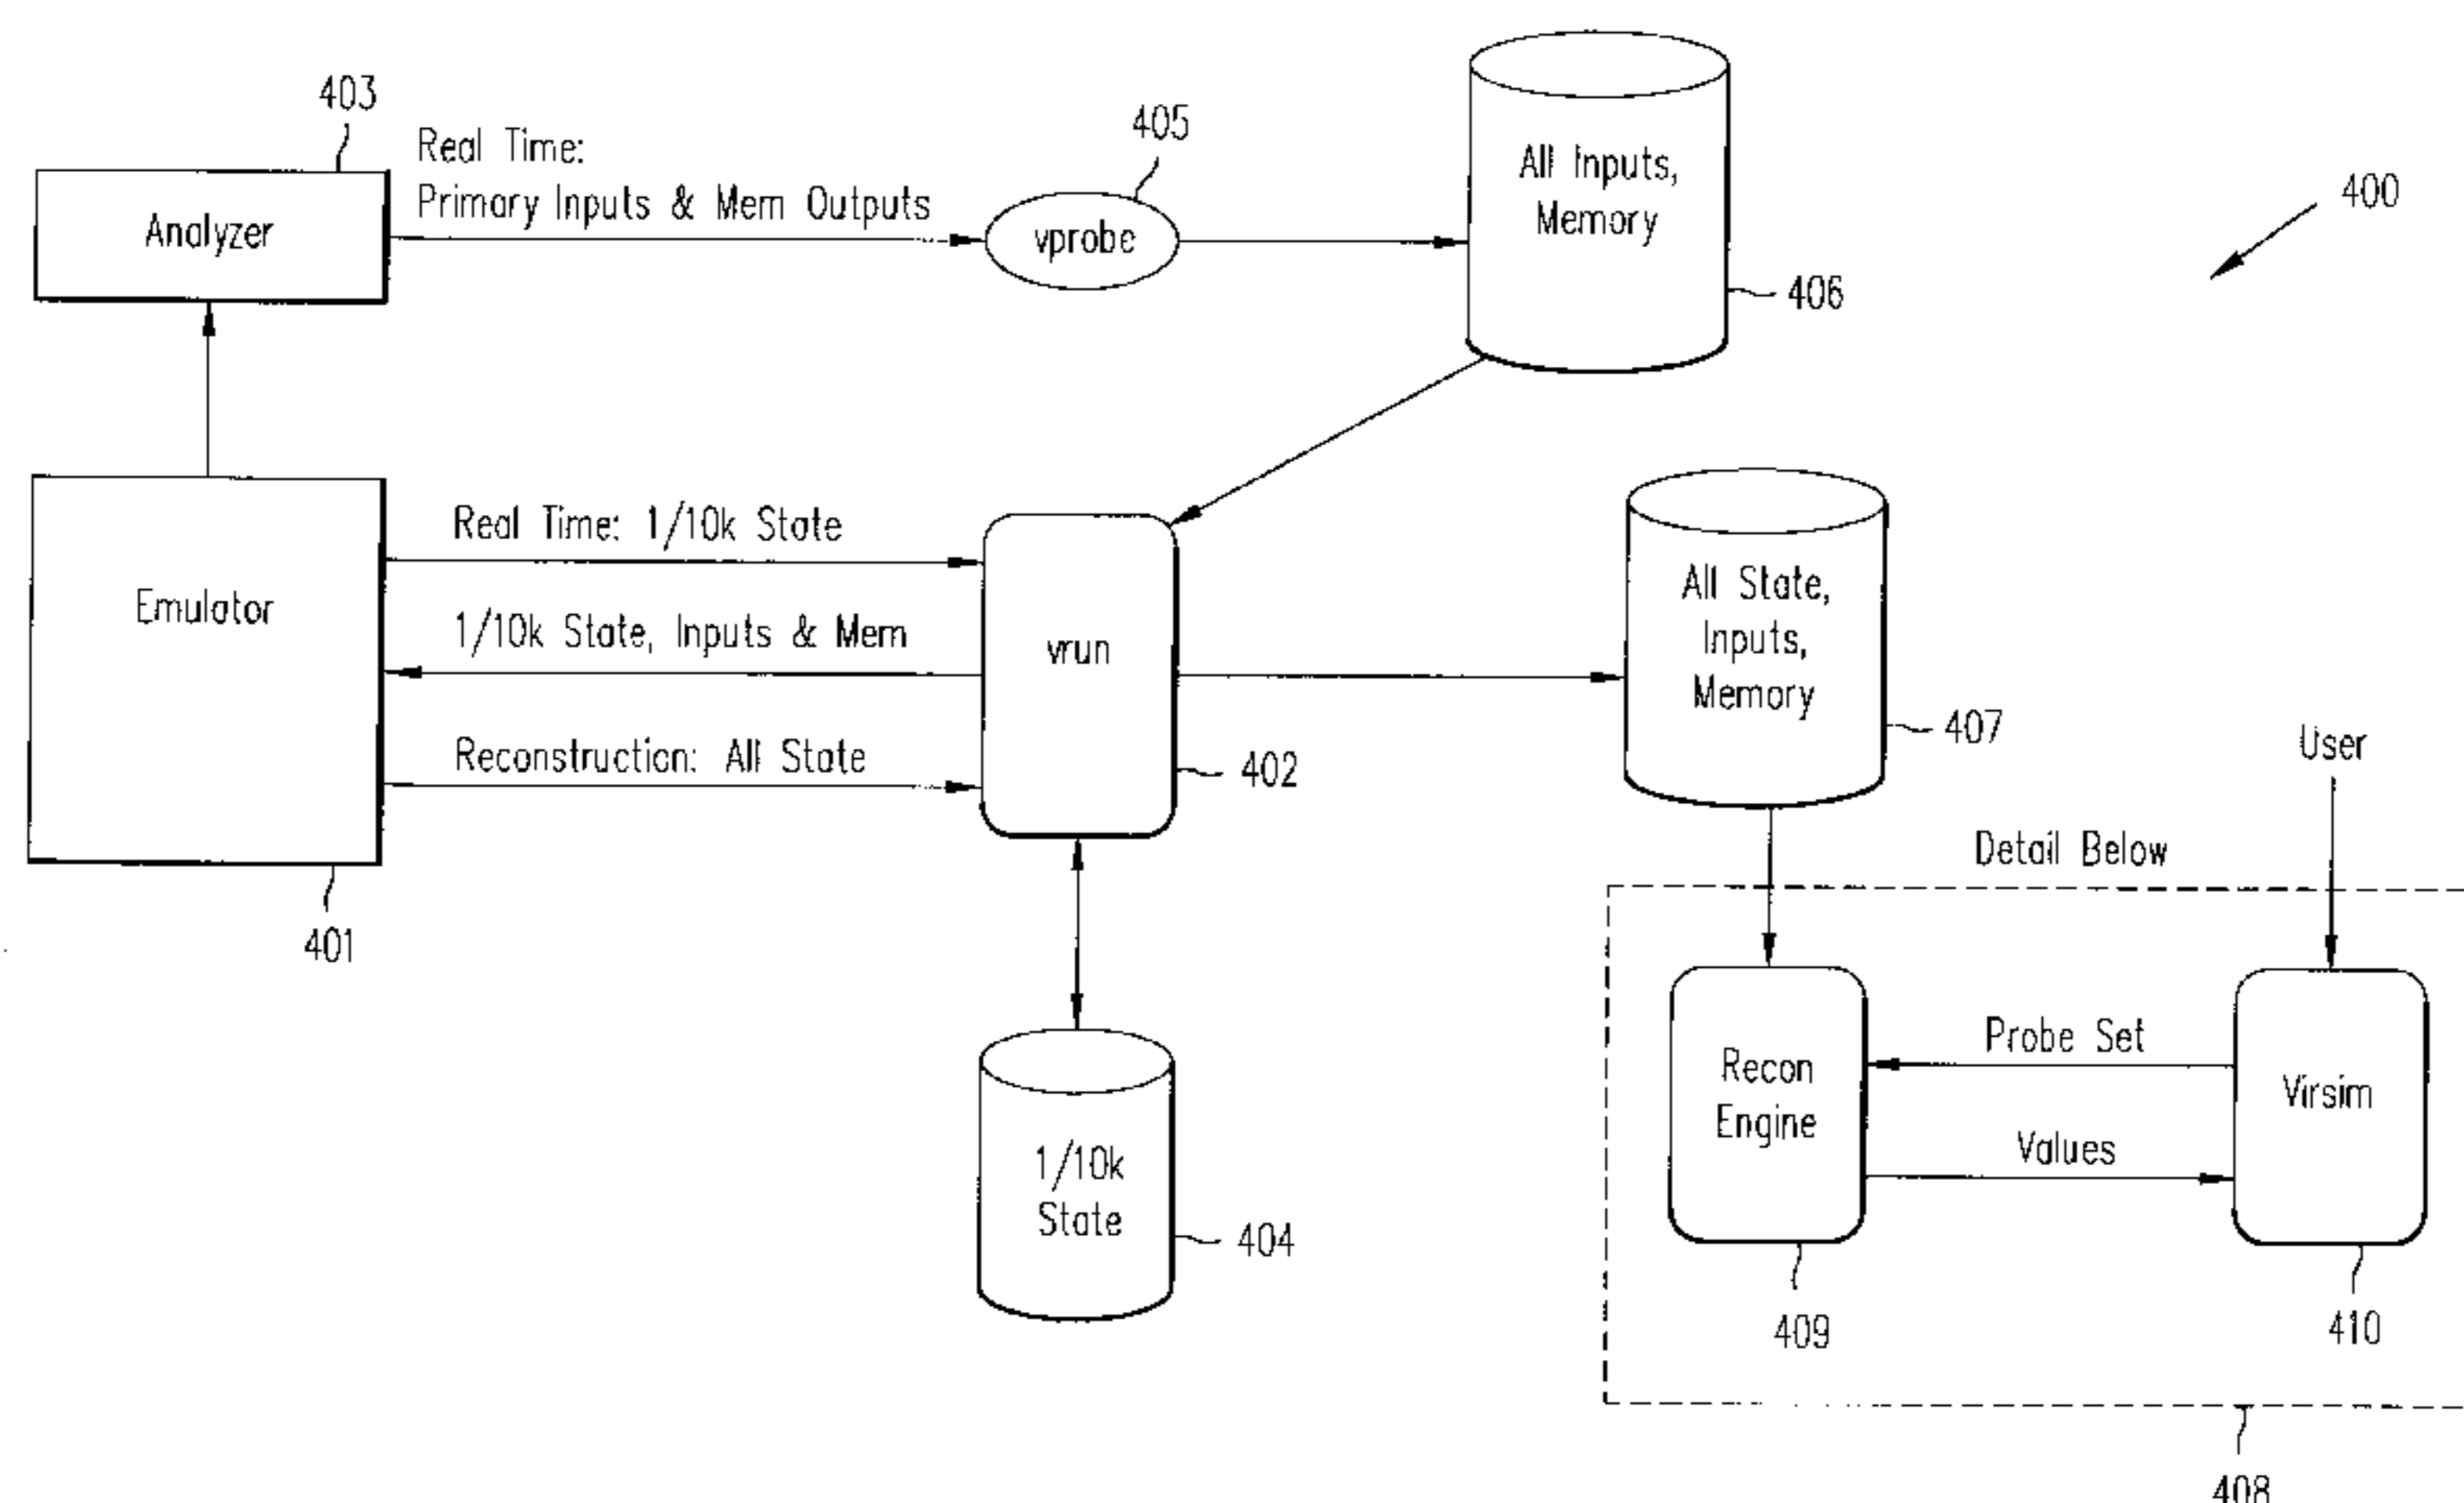 403
Real Time:
Primary Inputs & Mem Outputs
Analyzer
405
vprobe
All Inputs,
Memory
406
400
Emulator
401
Real Time: 1/10k State
1/10k State, Inputs & Mem
Reconstruction: All State
vrun
402
All State,
Inputs,
Memory
407
User
Detail Below
1/10k
State
404
Recon
Engine
409
Probe Set
Values
Virsim
410
408